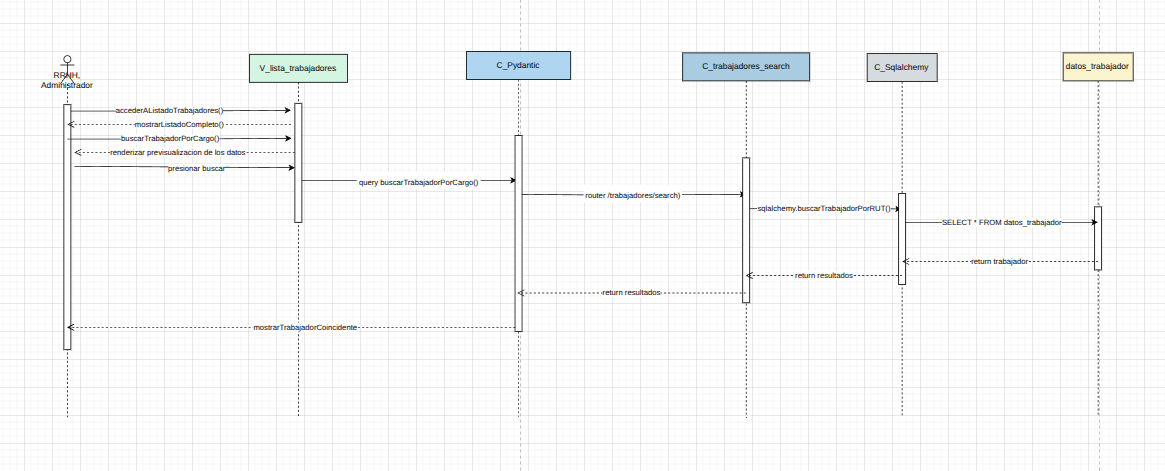 RRHH,
Administrador
V_lista_trabajadores
C_Pydantic
C_trabajadores_search
C_Sqlalchemy
datos_trabajador
accederAListadoTrabajadores()
mostrarListadoCompleto()
buscarTrabajadorPorCargo()
renderizar previsualizacion de los datos
presionar buscar
query buscarTrabajadorPorCargo()
router /trabajadores/search)
sqlalchemy.buscarTrabajadorPorRUT()
SELECT * FROM datos_trabajador
return trabajador
return resultados
return resultados
mostrarTrabajadorCoincidente